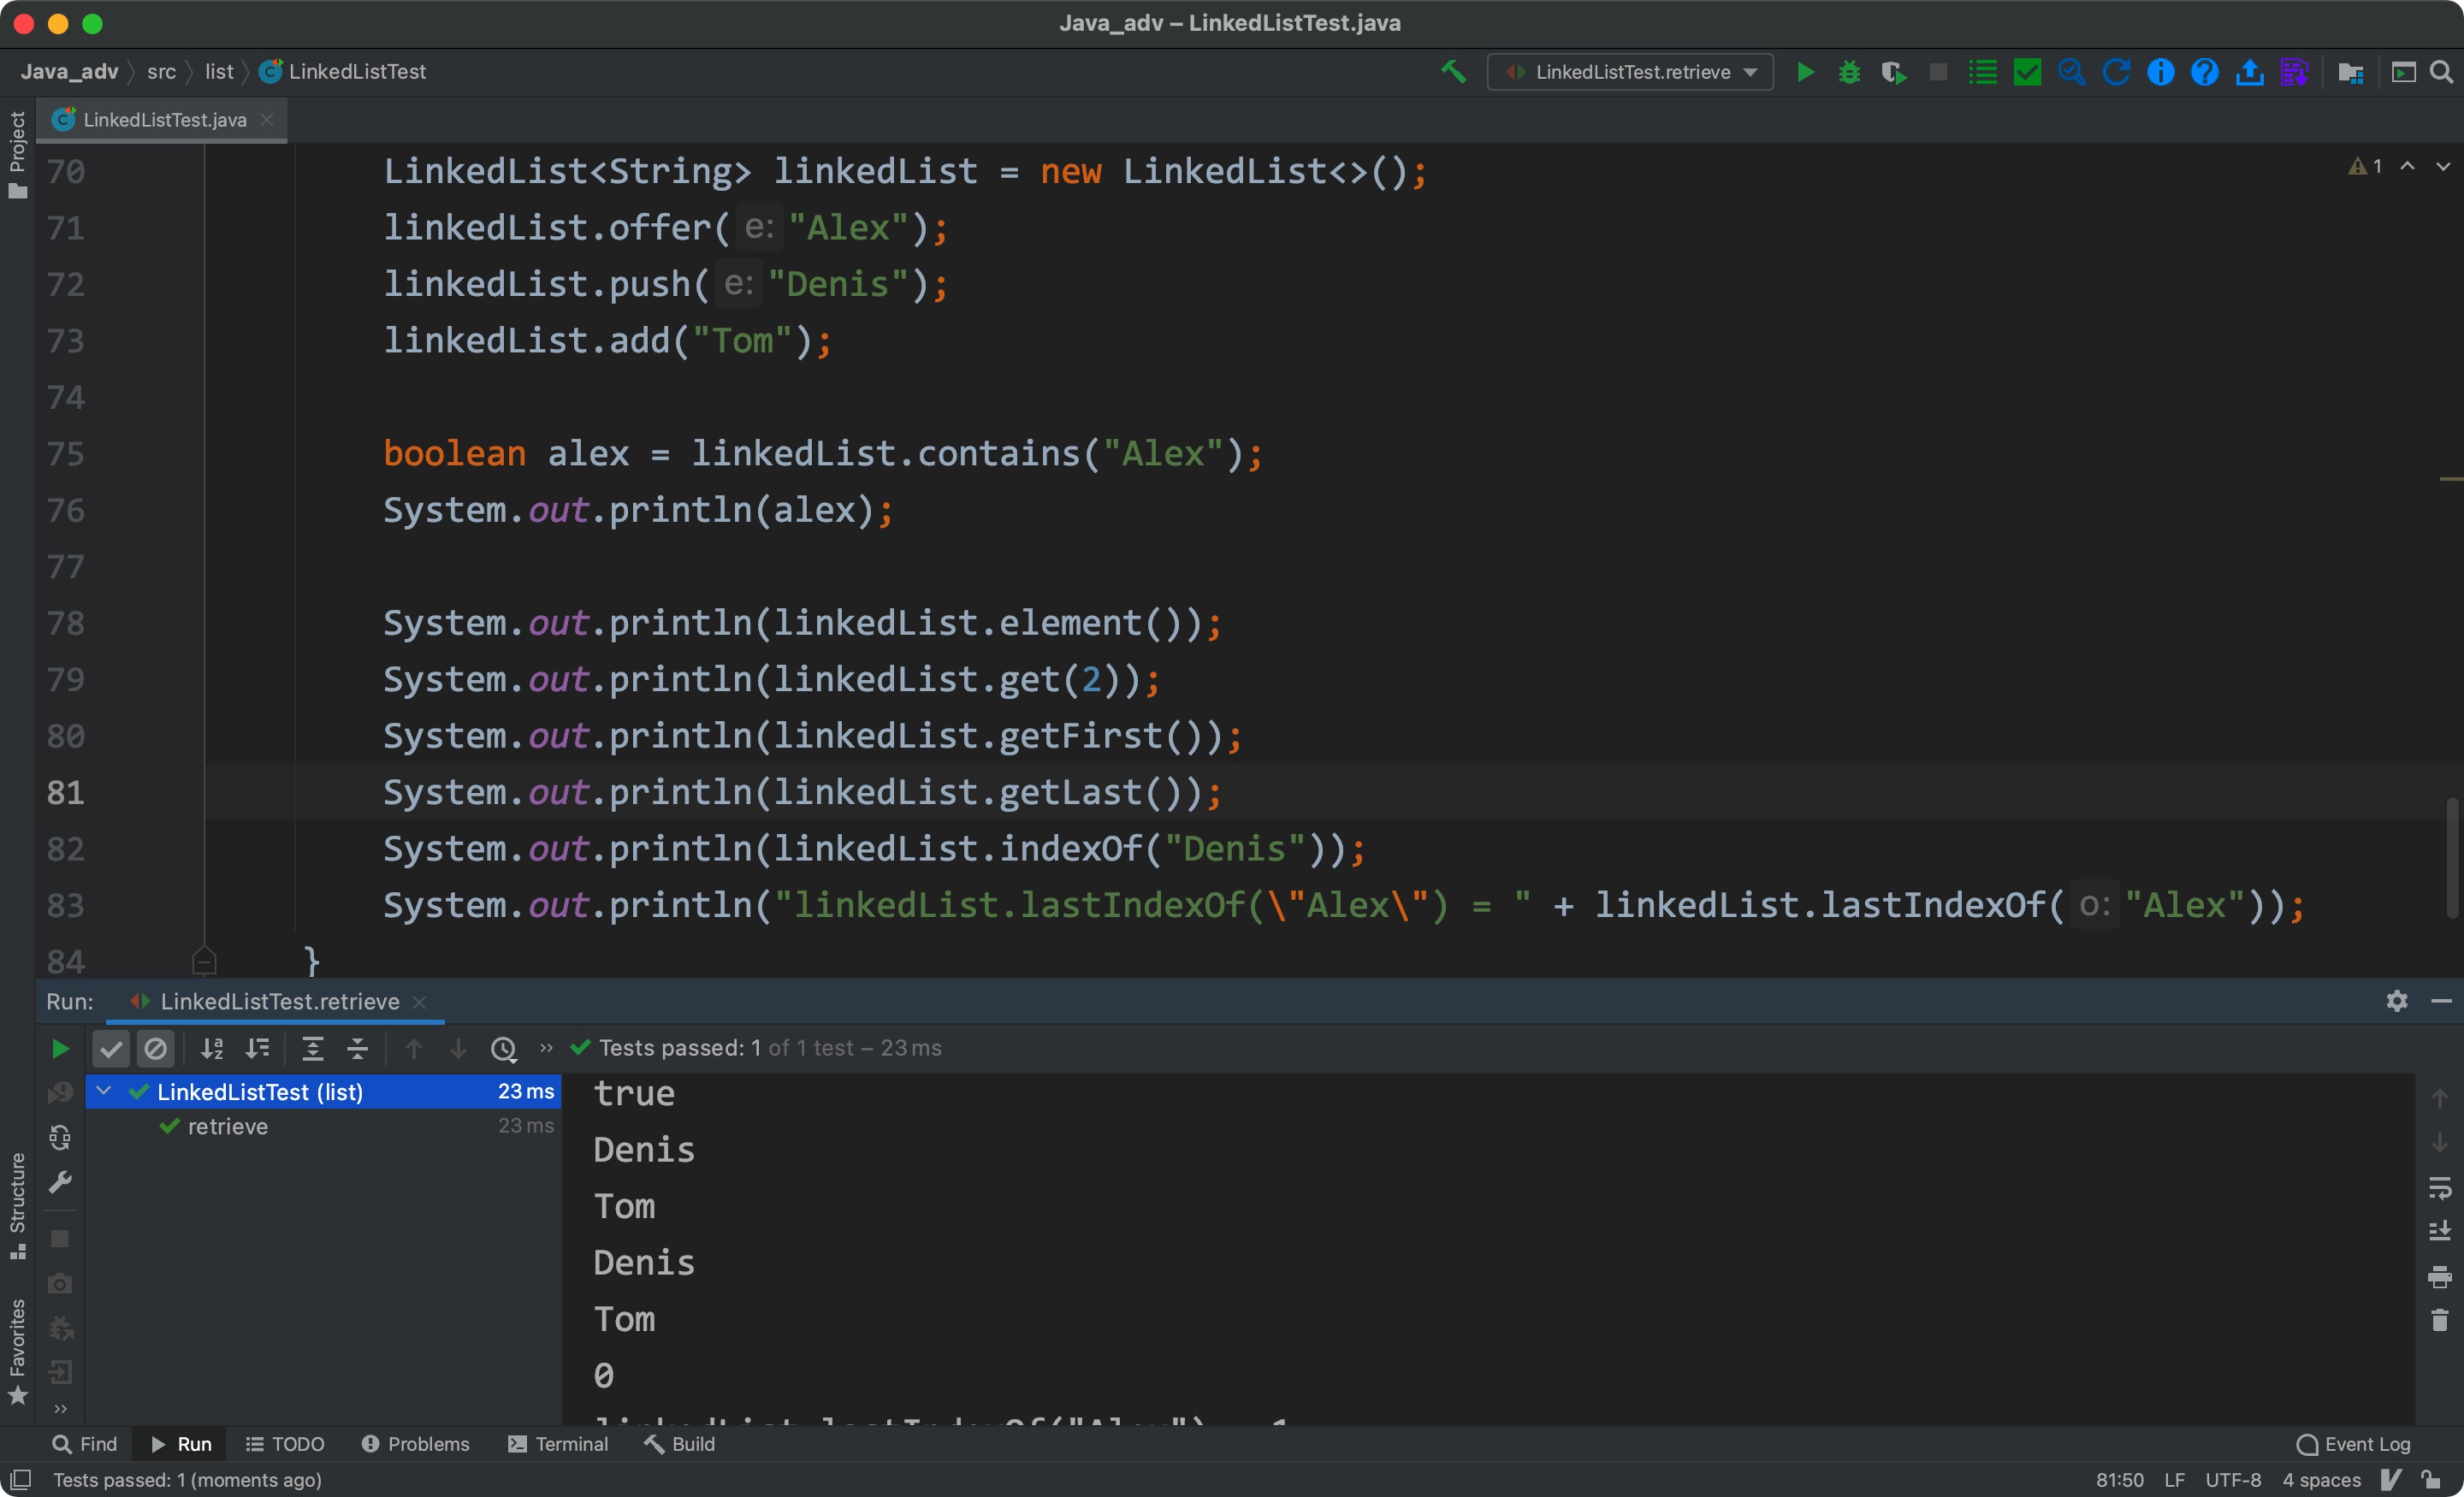 Java_adv – LinkedListTest.java
Java_adv src list LinkedListTest
LinkedListTest.retrieve
Project
LinkedListTest.java
1
70 LinkedList<String> linkedList = new LinkedList<>();
71 linkedList.offer( e: "Alex");
72 linkedList.push( e: "Denis");
73 linkedList.add("Tom");
74
75 boolean alex = linkedList.contains("Alex");
76 System.out.println(alex);
77
78 System.out.println(linkedList.element());
79 System.out.println(linkedList.get(2));
80 System.out.println(linkedList.getFirst());
81 System.out.println(linkedList.getLast());
82 System.out.println(linkedList.indexOf("Denis"));
83 System.out.println("linkedList.lastIndexOf(\"Alex\") = " + linkedList.lastIndexOf( o: "Alex"));
84 }
Run: LinkedListTest.retrieve
Tests passed: 1 of 1 test – 23 ms
LinkedListTest (list) 23 ms
retrieve 23 ms
true
Denis
Tom
Denis
Tom
0
linkedList.lastIndexOf("Alex") = 1
Structure
Favorites
Find Run TODO Problems Terminal Build Event Log
Tests passed: 1 (moments ago) 81:50 LF UTF-8 4 spaces